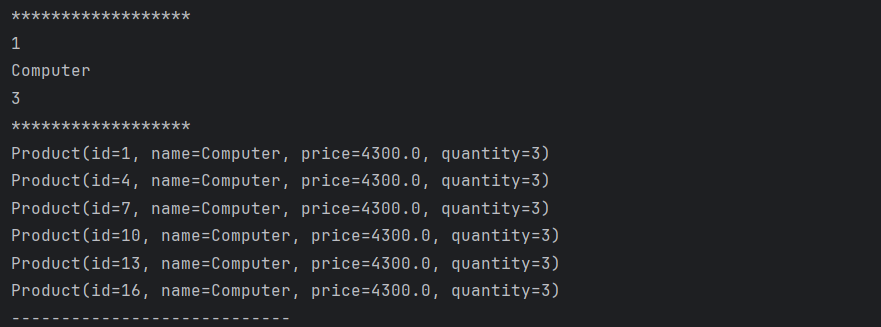 ******************
1
Computer
3
******************
Product(id=1, name=Computer, price=4300.0, quantity=3)
Product(id=4, name=Computer, price=4300.0, quantity=3)
Product(id=7, name=Computer, price=4300.0, quantity=3)
Product(id=10, name=Computer, price=4300.0, quantity=3)
Product(id=13, name=Computer, price=4300.0, quantity=3)
Product(id=16, name=Computer, price=4300.0, quantity=3)
----------------------------